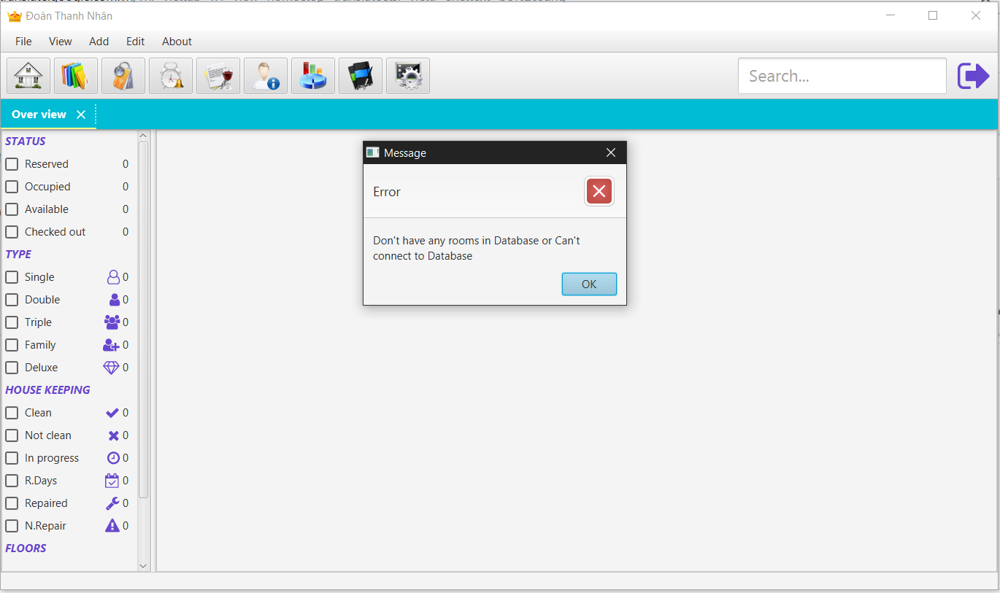 Đoàn Thanh Nhân
File View Add Edit About
Search...
Over view
STATUS
Reserved 0
Occupied 0
Available 0
Checked out 0
TYPE
Single 0
Double 0
Triple 0
Family 0
Deluxe 0
HOUSE KEEPING
Clean 0
Not clean 0
In progress 0
R.Days 0
Repaired 0
N.Repair 0
FLOORS
Message
Error
Don't have any rooms in Database or Can't
connect to Database
OK